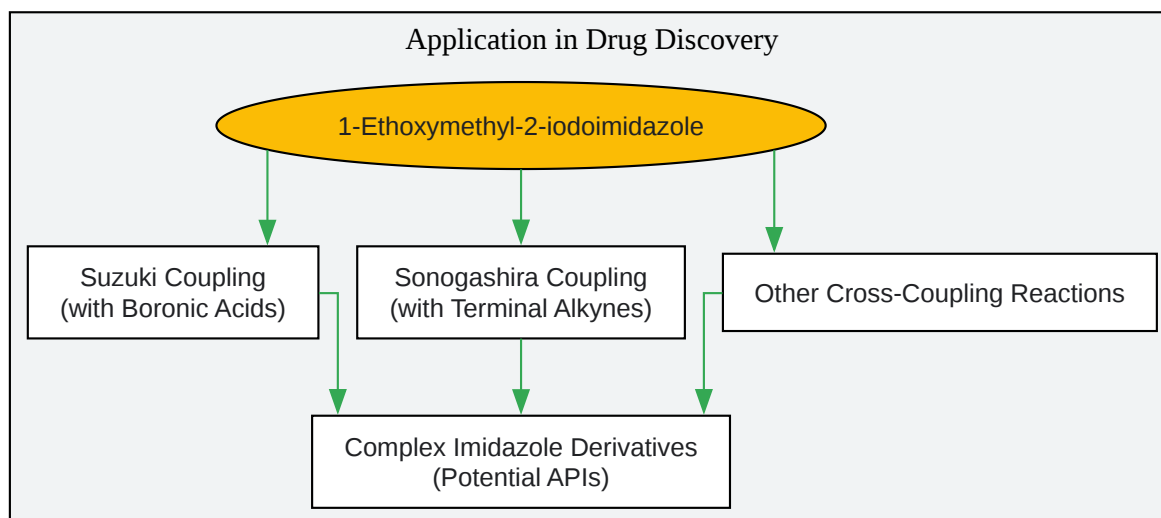 Application in Drug Discovery
1-Ethoxymethyl-2-iodoimidazole
Suzuki Coupling
(with Boronic Acids)
Sonogashira Coupling
(with Terminal Alkynes)
Other Cross-Coupling Reactions
Complex Imidazole Derivatives
(Potential APIs)